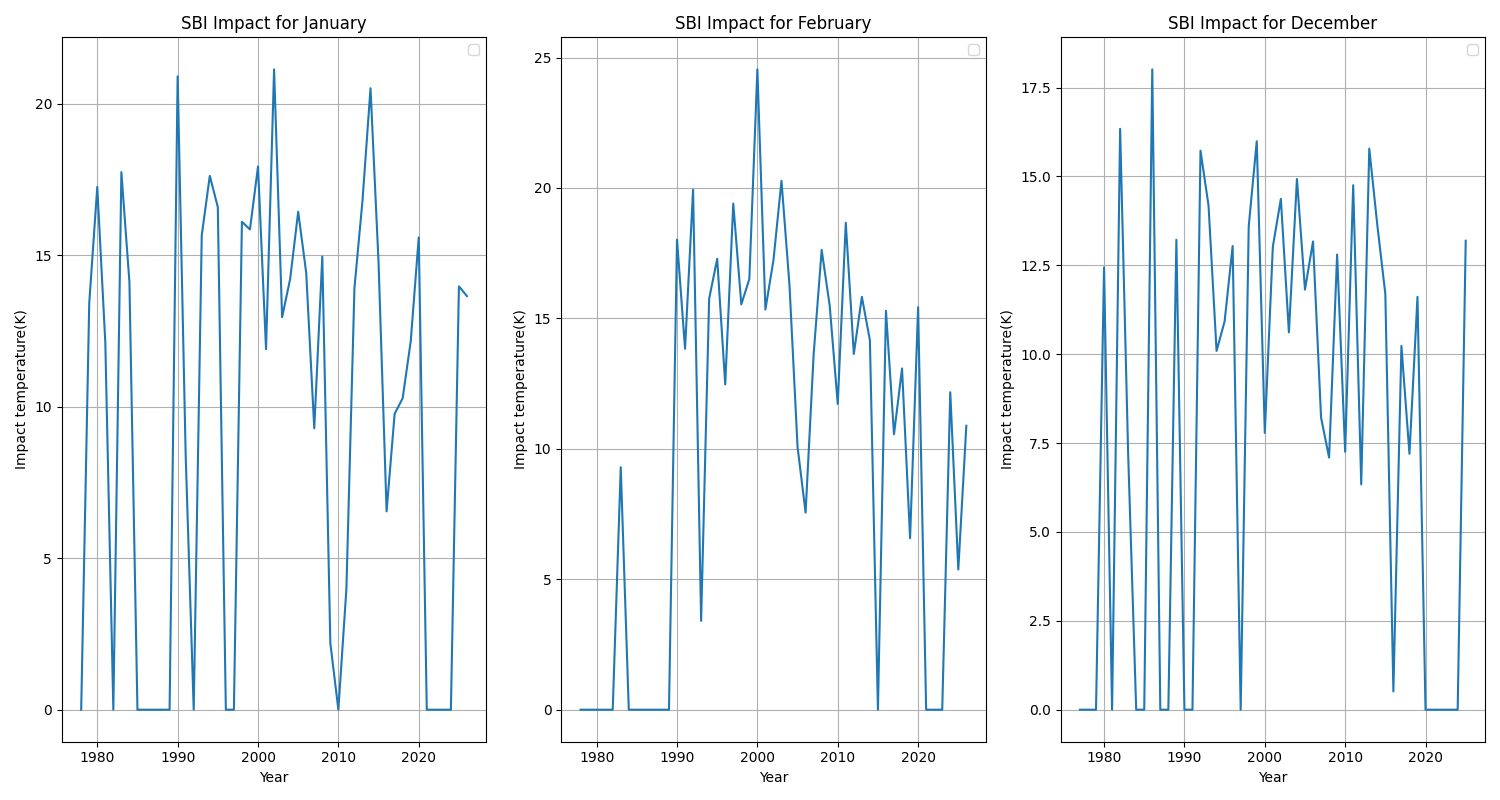 SBI Impact for January
20
15
10
5
0
1980 1990 2000 2010 2020
Year
Impact temperature(K)
SBI Impact for February
25
20
15
10
5
0
1980 1990 2000 2010 2020
Year
Impact temperature(K)
SBI Impact for December
17.5
15.0
12.5
10.0
7.5
5.0
2.5
0.0
1980 1990 2000 2010 2020
Year
Impact temperature(K)